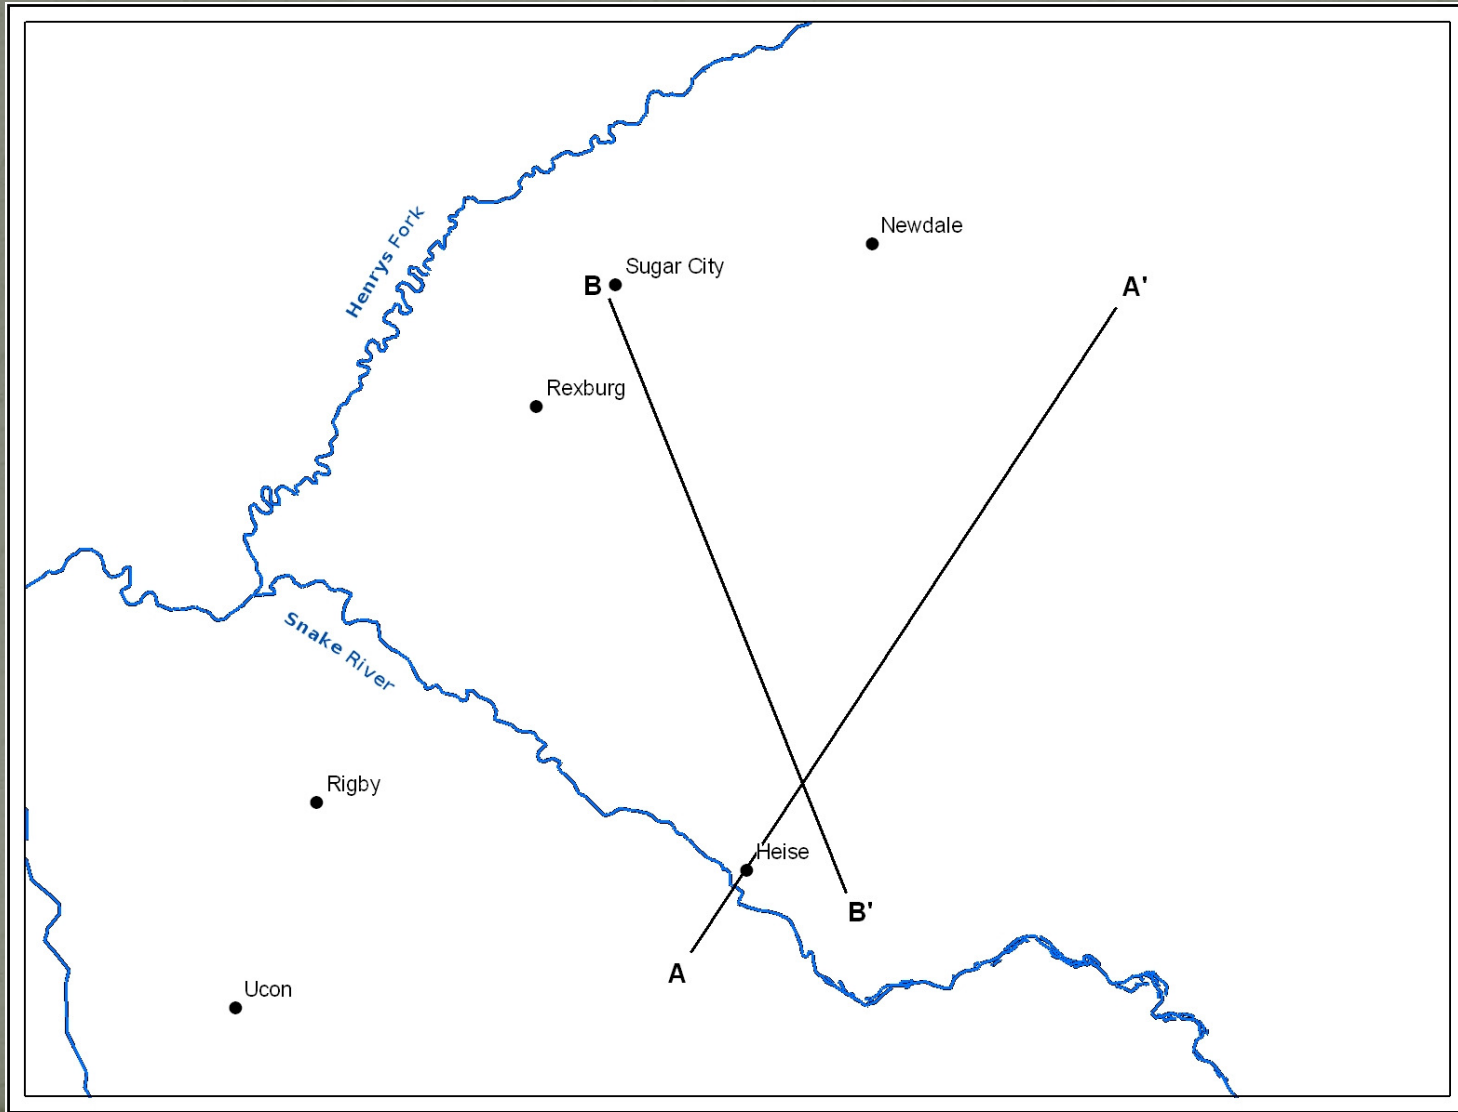 Newdale
Henrys Fork
Sugar City
B
A'
Rexburg
Snake River
Rigby
Heise
B'
A
Ucon